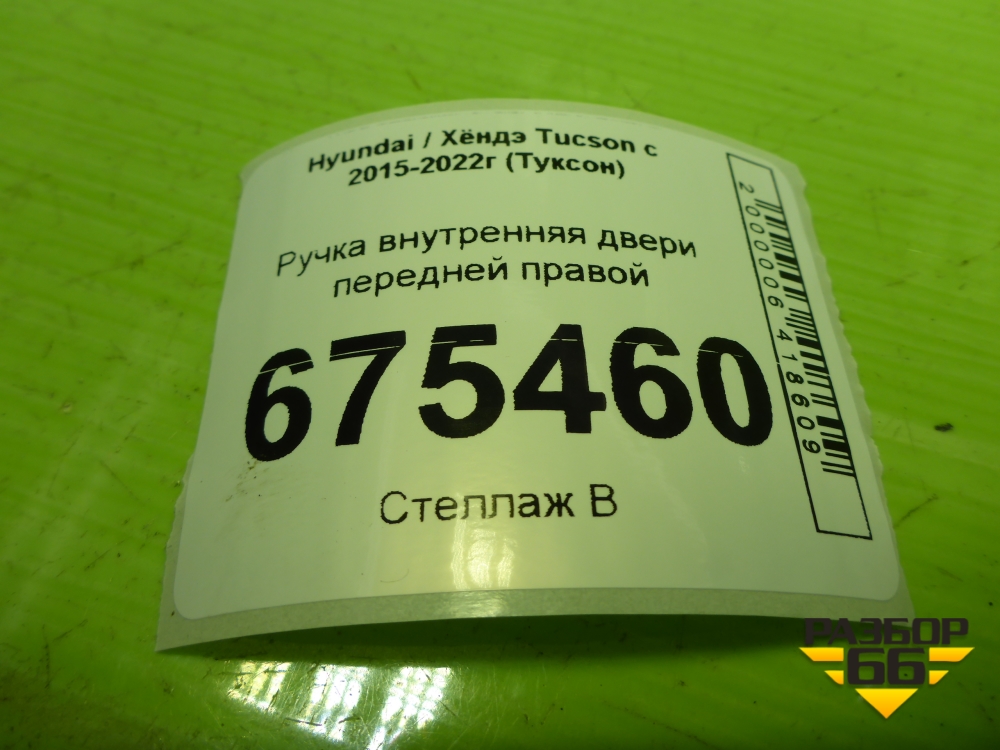 Hyundai / Хёндэ Tucson с
2015-2022г (Туксон)
Ручка внутренняя двери
передней правой
675460
Стеллаж В
2000006418609
РАЗБОР
66